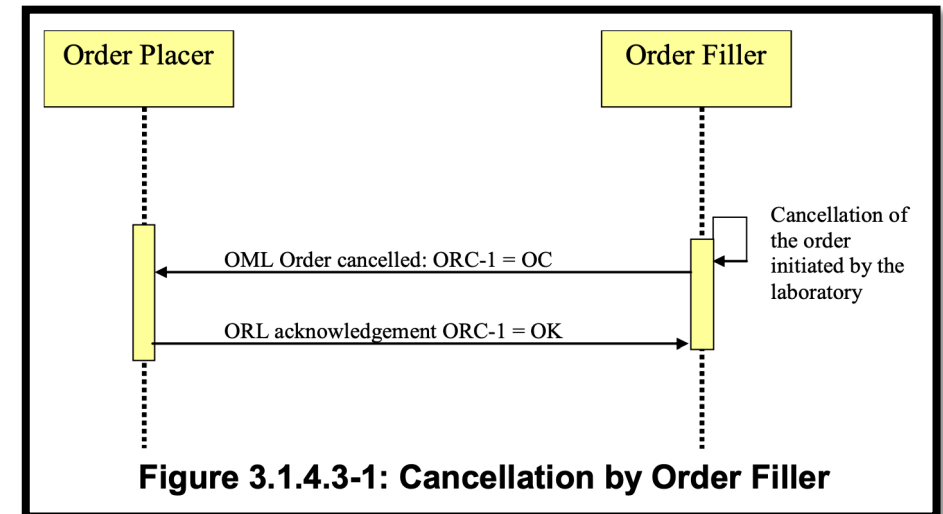 Order Placer
Order Filler
Cancellation of
the order
initiated by the
laboratory
OML Order cancelled: ORC-1 = OC
ORL acknowledgement ORC-1 = OK
Figure 3.1.4.3-1: Cancellation by Order Filler